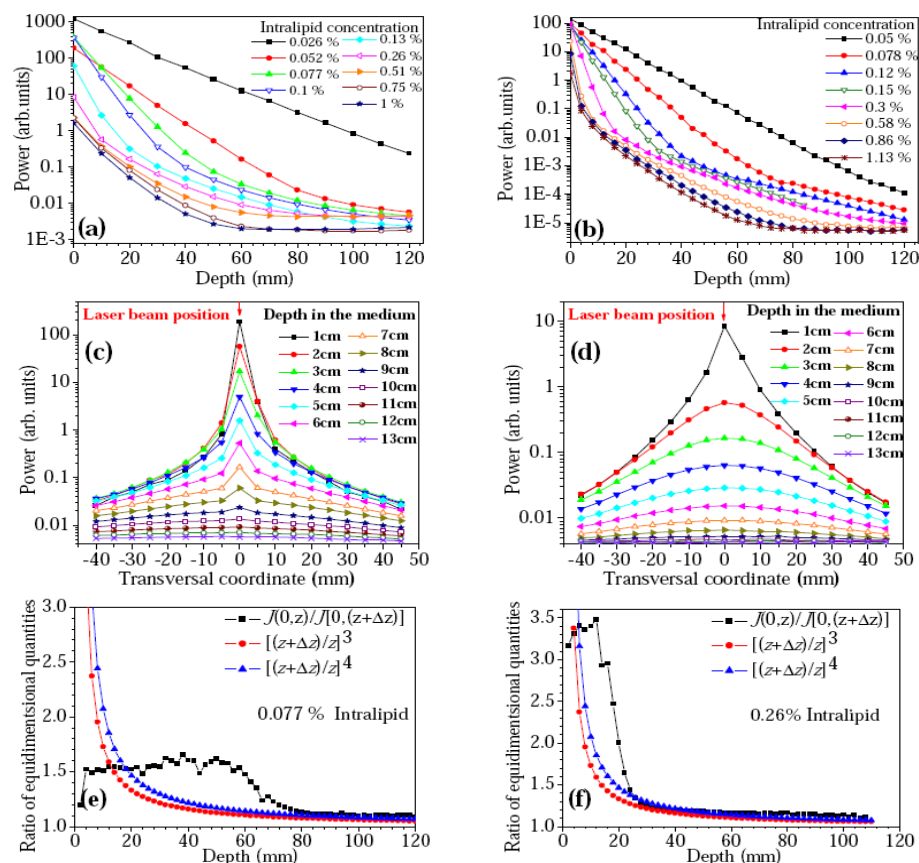 (a)
Power (arb.units)
1000
100
10
1
0.1
0.01
1E-3
0 20 40 60 80 100 120
Depth (mm)
Intralipid concentration
0.026 %
0.052 %
0.077 %
0.1 %
0.13 %
0.26 %
0.51 %
0.75 %
1 %
(b)
Power (arb.units)
100
10
1
0.1
0.01
1E-3
1E-4
1E-5
0 20 40 60 80 100 120
Depth (mm)
Intralipid concentration
0.05 %
0.078 %
0.12 %
0.15 %
0.3 %
0.58 %
0.86 %
1.13 %
(c)
Laser beam position
Depth in the medium
1cm
2cm
3cm
4cm
5cm
6cm
7cm
8cm
9cm
10cm
11cm
12cm
13cm
Power (arb. units)
100
10
1
0.1
0.01
-40 -30 -20 -10 0 10 20 30 40 50
Transversal coordinate (mm)
(d)
Laser beam position
Depth in the medium
1cm
2cm
3cm
4cm
5cm
6cm
7cm
8cm
9cm
10cm
11cm
12cm
13cm
Power (arb. units)
10
1
0.1
0.01
-40 -30 -20 -10 0 10 20 30 40 50
Transversal coordinate (mm)
(e)
Ratio of equidimentsional quantities
3.0
2.5
2.0
1.5
1.0
J(0,z)/J[0,(z+Δz)]
[(z+Δz)/z]3
[(z+Δz)/z]4
0.077 % Intralipid
0 20 40 60 80 100 120
Depth (mm)
(f)
Ratio of equidimentsional quantities
3.5
3.0
2.5
2.0
1.5
1.0
J(0,z)/J[0,(z+Δz)]
[(z+Δz)/z]3
[(z+Δz)/z]4
0.26% Intralipid
0 20 40 60 80 100 120
Depth (mm)